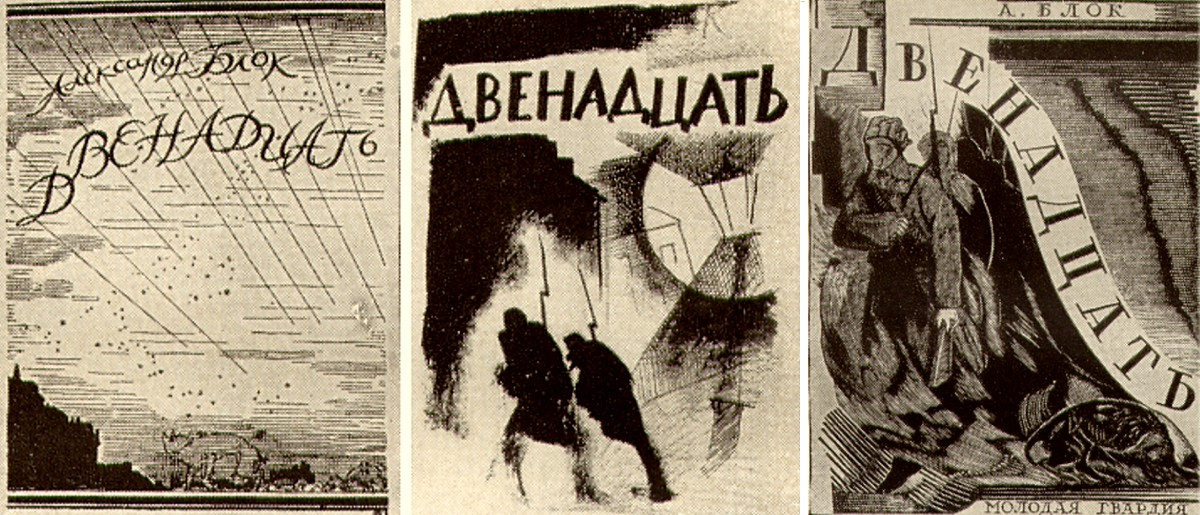 Александр Блок
ДВЕНАДЦАТЬ
ДВЕНАДЦАТЬ
А. БЛОК
ДВЕНАДЦАТЬ
МОЛОДАЯ ГВАРДИЯ